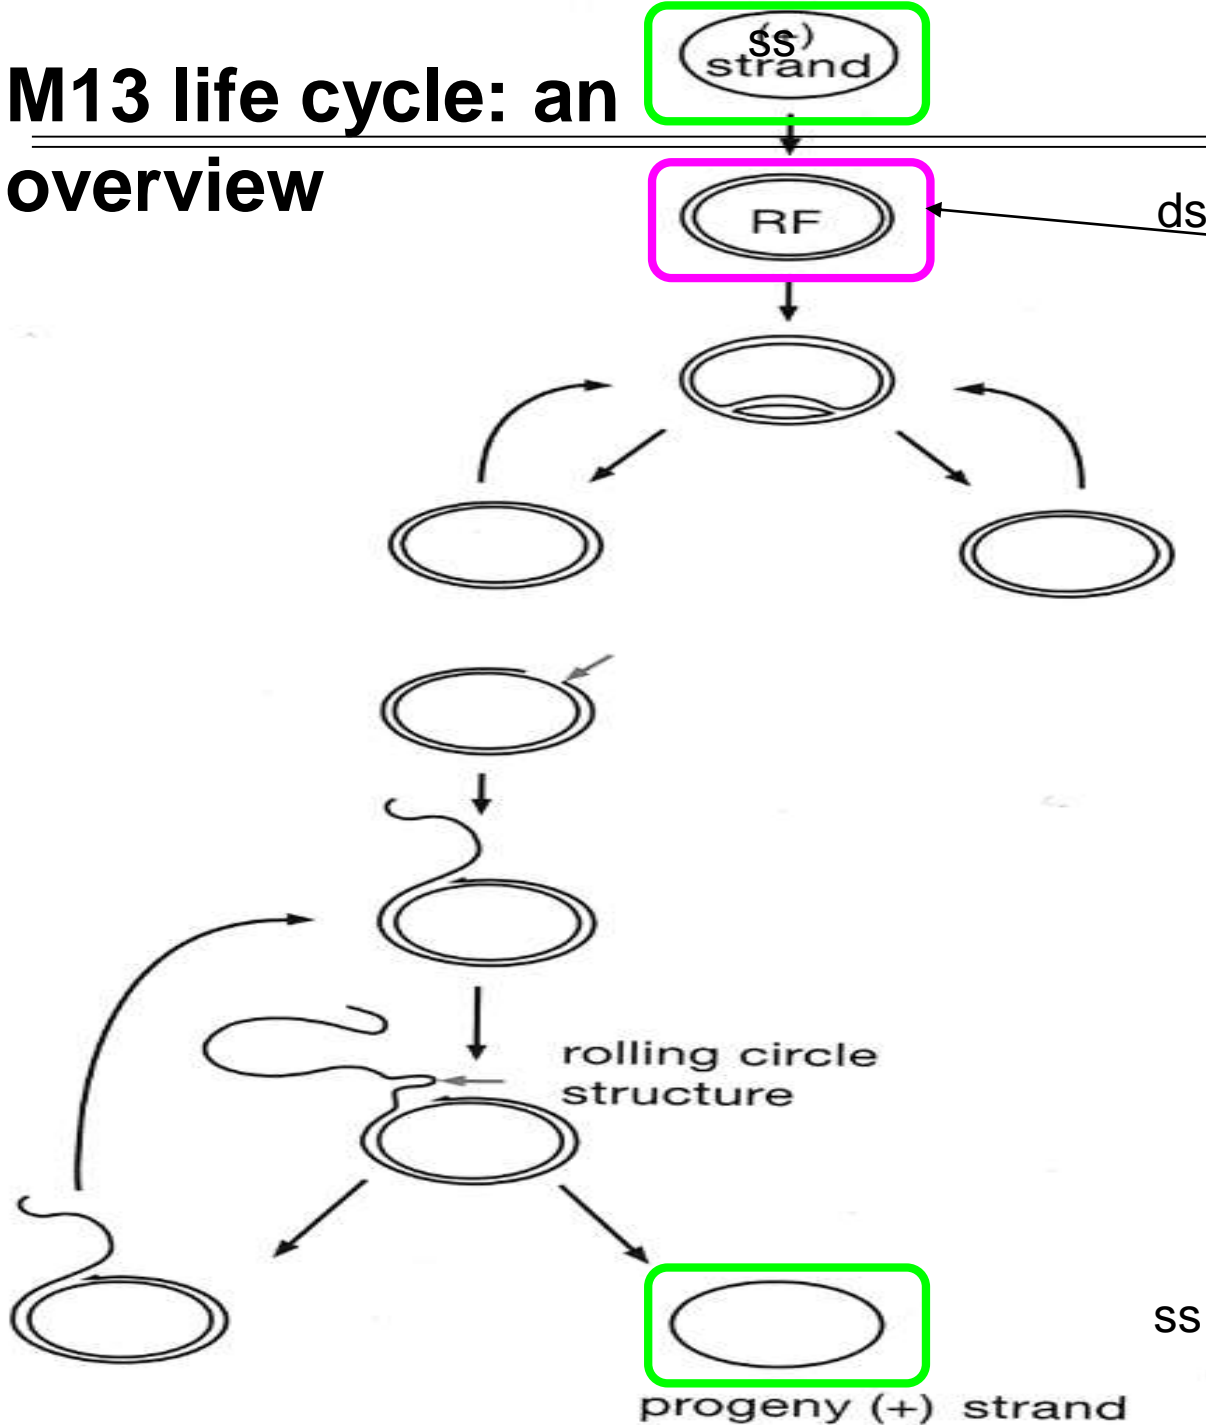 M13 life cycle: an
overview
ss
(+)
strand
RF
ds
rolling circle
structure
ss
progeny (+) strand